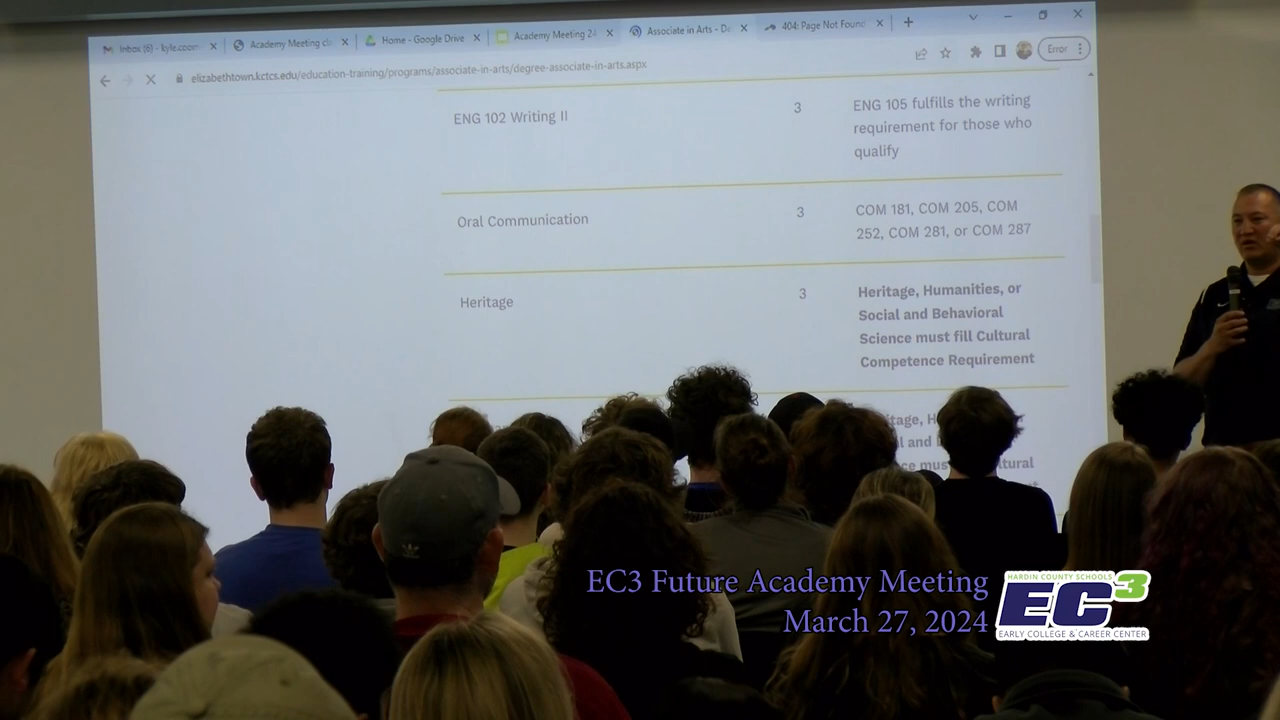 Inbox (6) - kyle.coom
Academy Meeting cla
Home - Google Drive
Academy Meeting 24
Associate in Arts - De
404: Page Not Found
elizabethtown.kctcs.edu/education-training/programs/associate-in-arts/degree-associate-in-arts.aspx
Error
ENG 102 Writing II
3
ENG 105 fulfills the writing
requirement for those who
qualify
Oral Communication
3
COM 181, COM 205, COM
252, COM 281, or COM 287
Heritage
3
Heritage, Humanities, or
Social and Behavioral
Science must fill Cultural
Competence Requirement
EC3 Future Academy Meeting
March 27, 2024
HARDIN COUNTY SCHOOLS
EC3
EARLY COLLEGE & CAREER CENTER